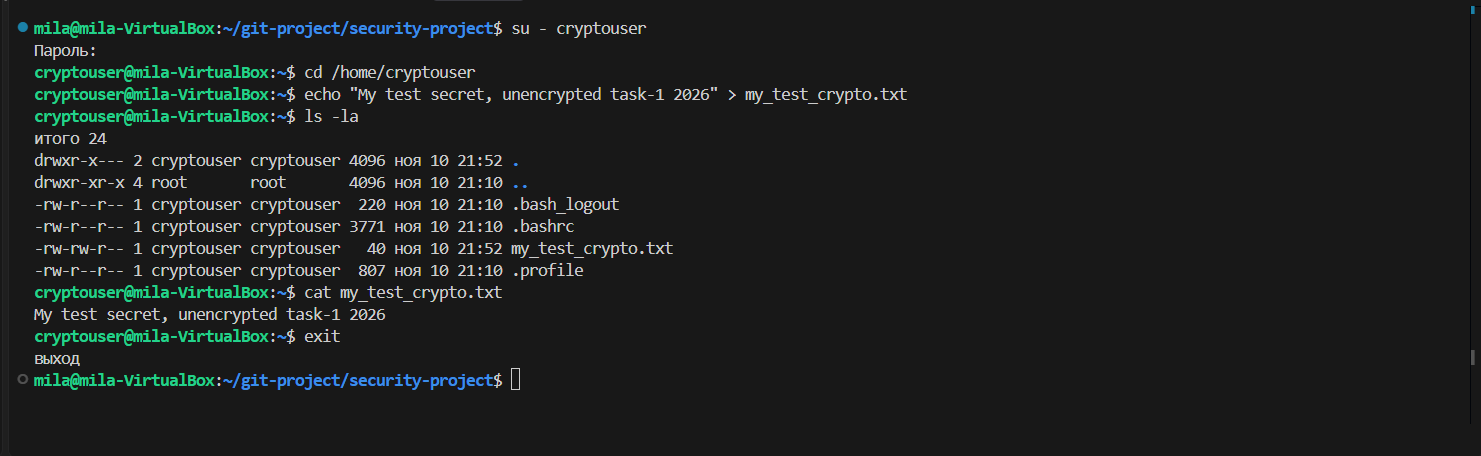 mila@mila-VirtualBox:~/git-project/security-project$ su - cryptouser
Пароль:
cryptouser@mila-VirtualBox:~$ cd /home/cryptouser
cryptouser@mila-VirtualBox:~$ echo "My test secret, unencrypted task-1 2026" > my_test_crypto.txt
cryptouser@mila-VirtualBox:~$ ls -la
итого 24
drwxr-x--- 2 cryptouser cryptouser 4096 ноя 10 21:52 .
drwxr-xr-x 4 root       root       4096 ноя 10 21:10 ..
-rw-r--r-- 1 cryptouser cryptouser  220 ноя 10 21:10 .bash_logout
-rw-r--r-- 1 cryptouser cryptouser 3771 ноя 10 21:10 .bashrc
-rw-rw-r-- 1 cryptouser cryptouser   40 ноя 10 21:52 my_test_crypto.txt
-rw-r--r-- 1 cryptouser cryptouser  807 ноя 10 21:10 .profile
cryptouser@mila-VirtualBox:~$ cat my_test_crypto.txt
My test secret, unencrypted task-1 2026
cryptouser@mila-VirtualBox:~$ exit
выход
mila@mila-VirtualBox:~/git-project/security-project$